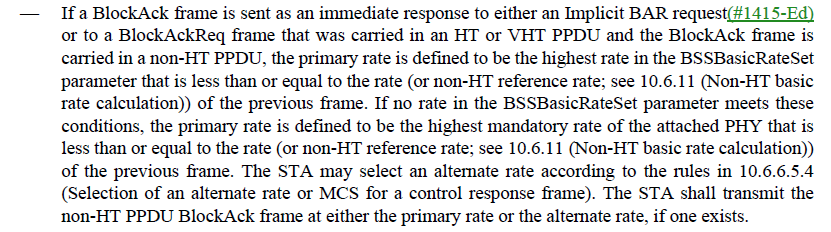 — If a BlockAck frame is sent as an immediate response to either an Implicit BAR request(#1415-Ed)
or to a BlockAckReq frame that was carried in an HT or VHT PPDU and the BlockAck frame is
carried in a non-HT PPDU, the primary rate is defined to be the highest rate in the BSSBasicRateSet
parameter that is less than or equal to the rate (or non-HT reference rate; see 10.6.11 (Non-HT basic
rate calculation)) of the previous frame. If no rate in the BSSBasicRateSet parameter meets these
conditions, the primary rate is defined to be the highest mandatory rate of the attached PHY that is
less than or equal to the rate (or non-HT reference rate; see 10.6.11 (Non-HT basic rate calculation))
of the previous frame. The STA may select an alternate rate according to the rules in 10.6.6.5.4
(Selection of an alternate rate or MCS for a control response frame). The STA shall transmit the
non-HT PPDU BlockAck frame at either the primary rate or the alternate rate, if one exists.